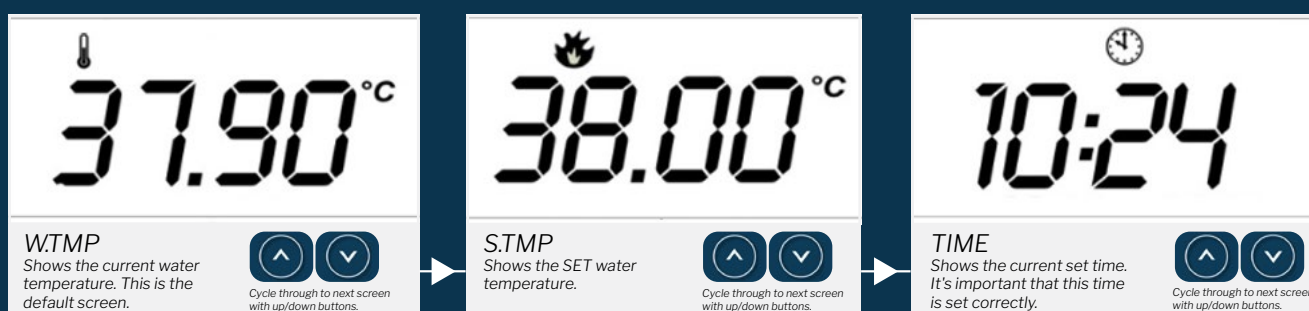 37.90 °C
W.TMP
Shows the current water
temperature. This is the
default screen.
Cycle through to next screen
with up/down buttons.
38.00 °C
S.TMP
Shows the SET water
temperature.
Cycle through to next screen
with up/down buttons.
10:24
TIME
Shows the current set time.
It's important that this time
is set correctly.
Cycle through to next screen
with up/down buttons.